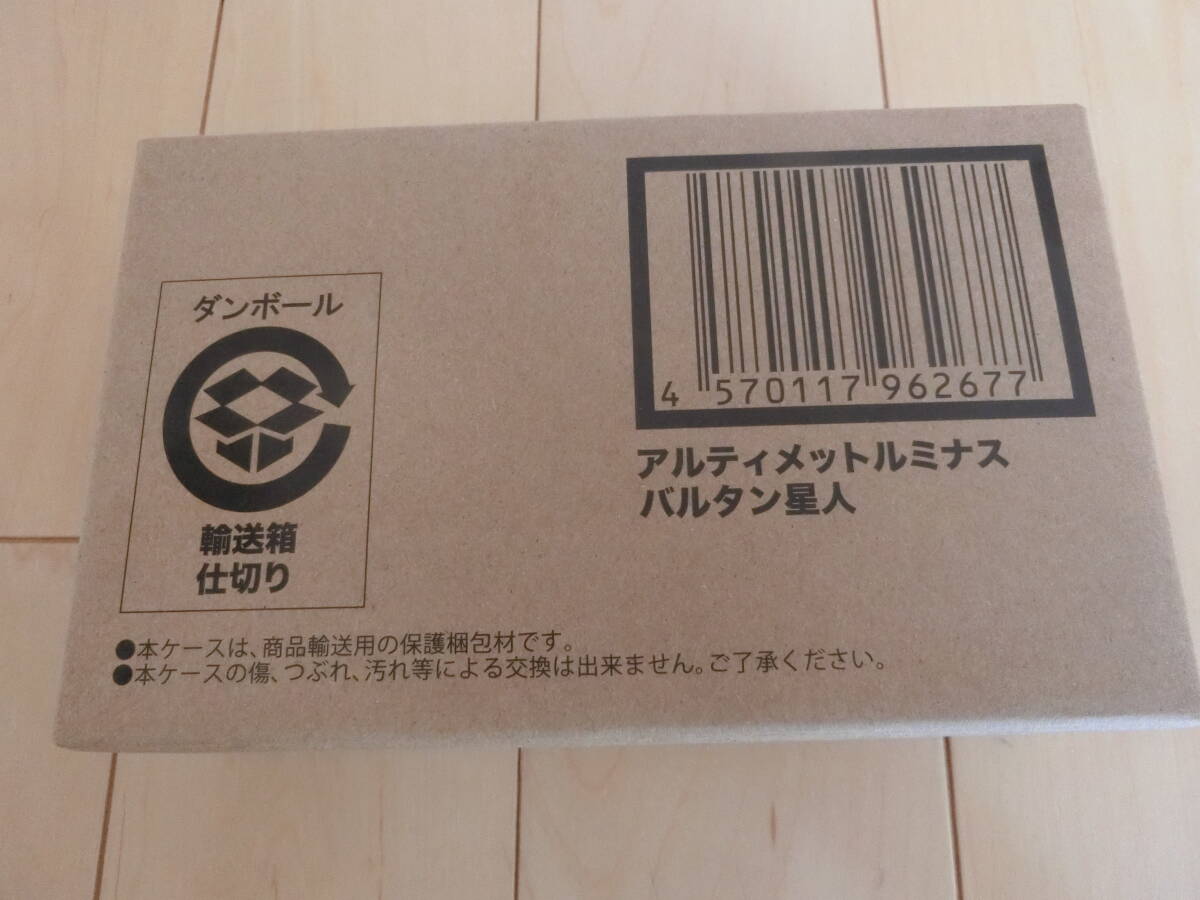 ダンボール
輸送箱
仕切り
4 570117 962677
アルティメットルミナス
バルタン星人
●本ケースは、商品輸送用の保護梱包材です。
●本ケースの傷、つぶれ、汚れ等による交換は出来ません。ご了承ください。